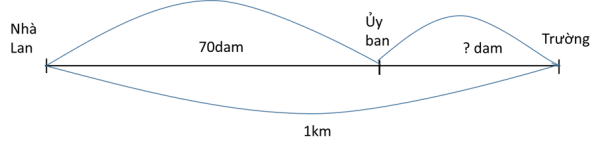 Nhà
Lan
70dam
Ủy
ban
? dam
Trường
1km